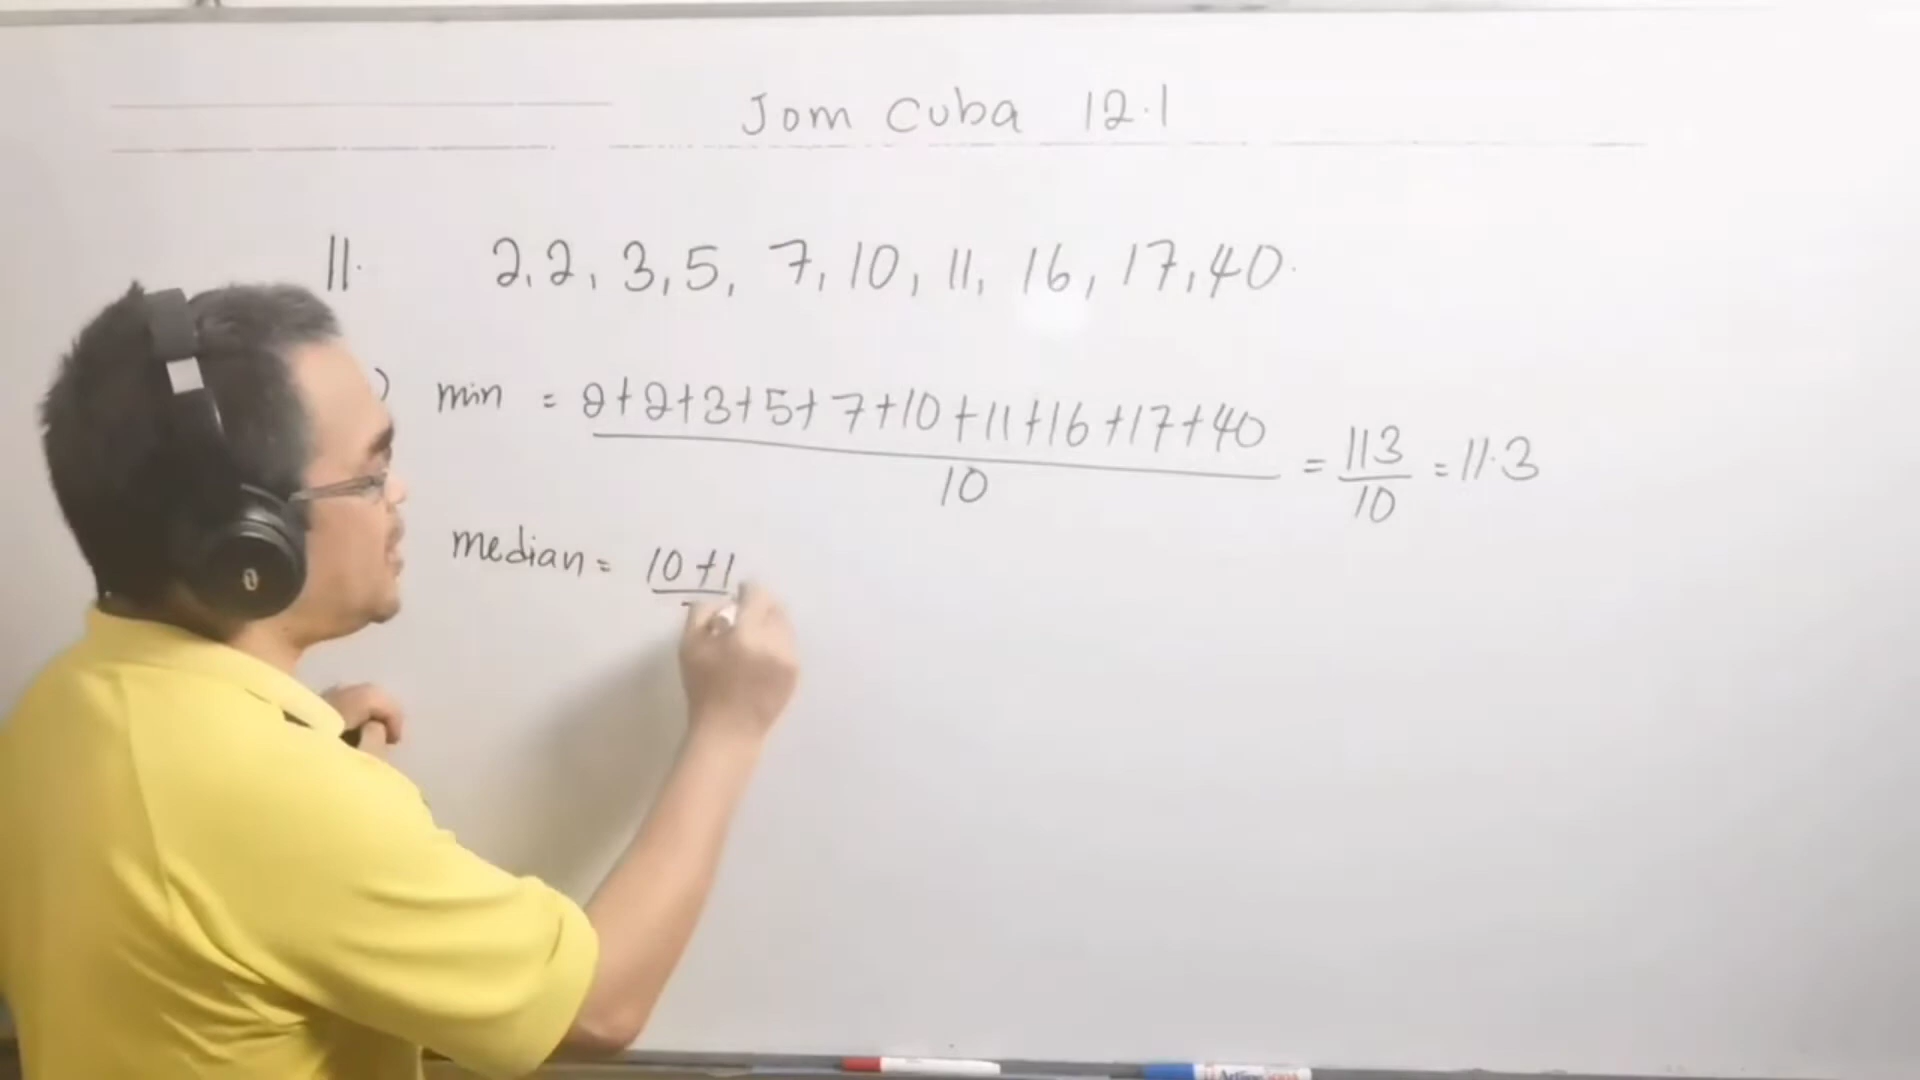 Jom Cuba 12.1
11. 2, 2, 3, 5, 7, 10, 11, 16, 17, 40.
) min = 2+2+3+5+7+10+11+16+17+40 / 10 = 113 / 10 = 11.3
median = 10+1